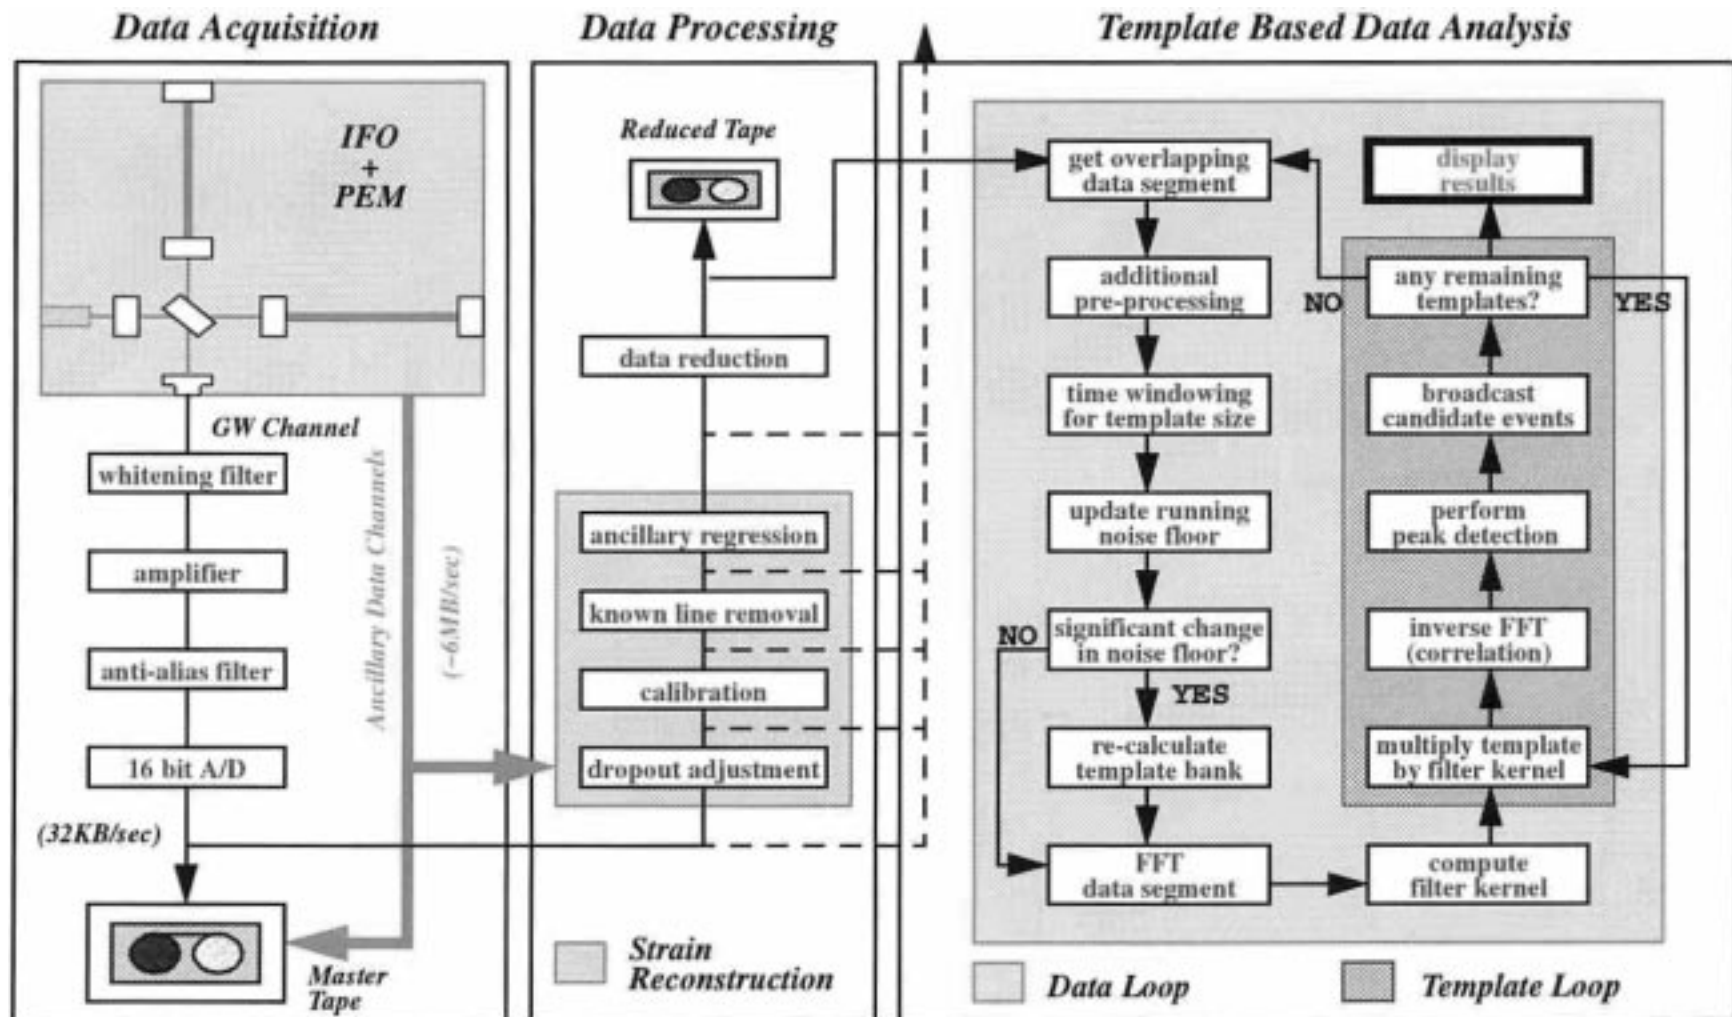 Data Acquisition
Data Processing
Template Based Data Analysis
IFO
+
PEM
GW Channel
whitening filter
amplifier
anti-alias filter
16 bit A/D
(32KB/sec)
Master
Tape
Ancillary Data Channels
(~6MB/sec)
Reduced Tape
data reduction
ancillary regression
known line removal
calibration
dropout adjustment
Strain
Reconstruction
get overlapping
data segment
additional
pre-processing
time windowing
for template size
update running
noise floor
NO
significant change
in noise floor?
YES
re-calculate
template bank
FFT
data segment
display
results
NO
any remaining
templates?
YES
broadcast
candidate events
perform
peak detection
inverse FFT
(correlation)
multiply template
by filter kernel
compute
filter kernel
Data Loop
Template Loop